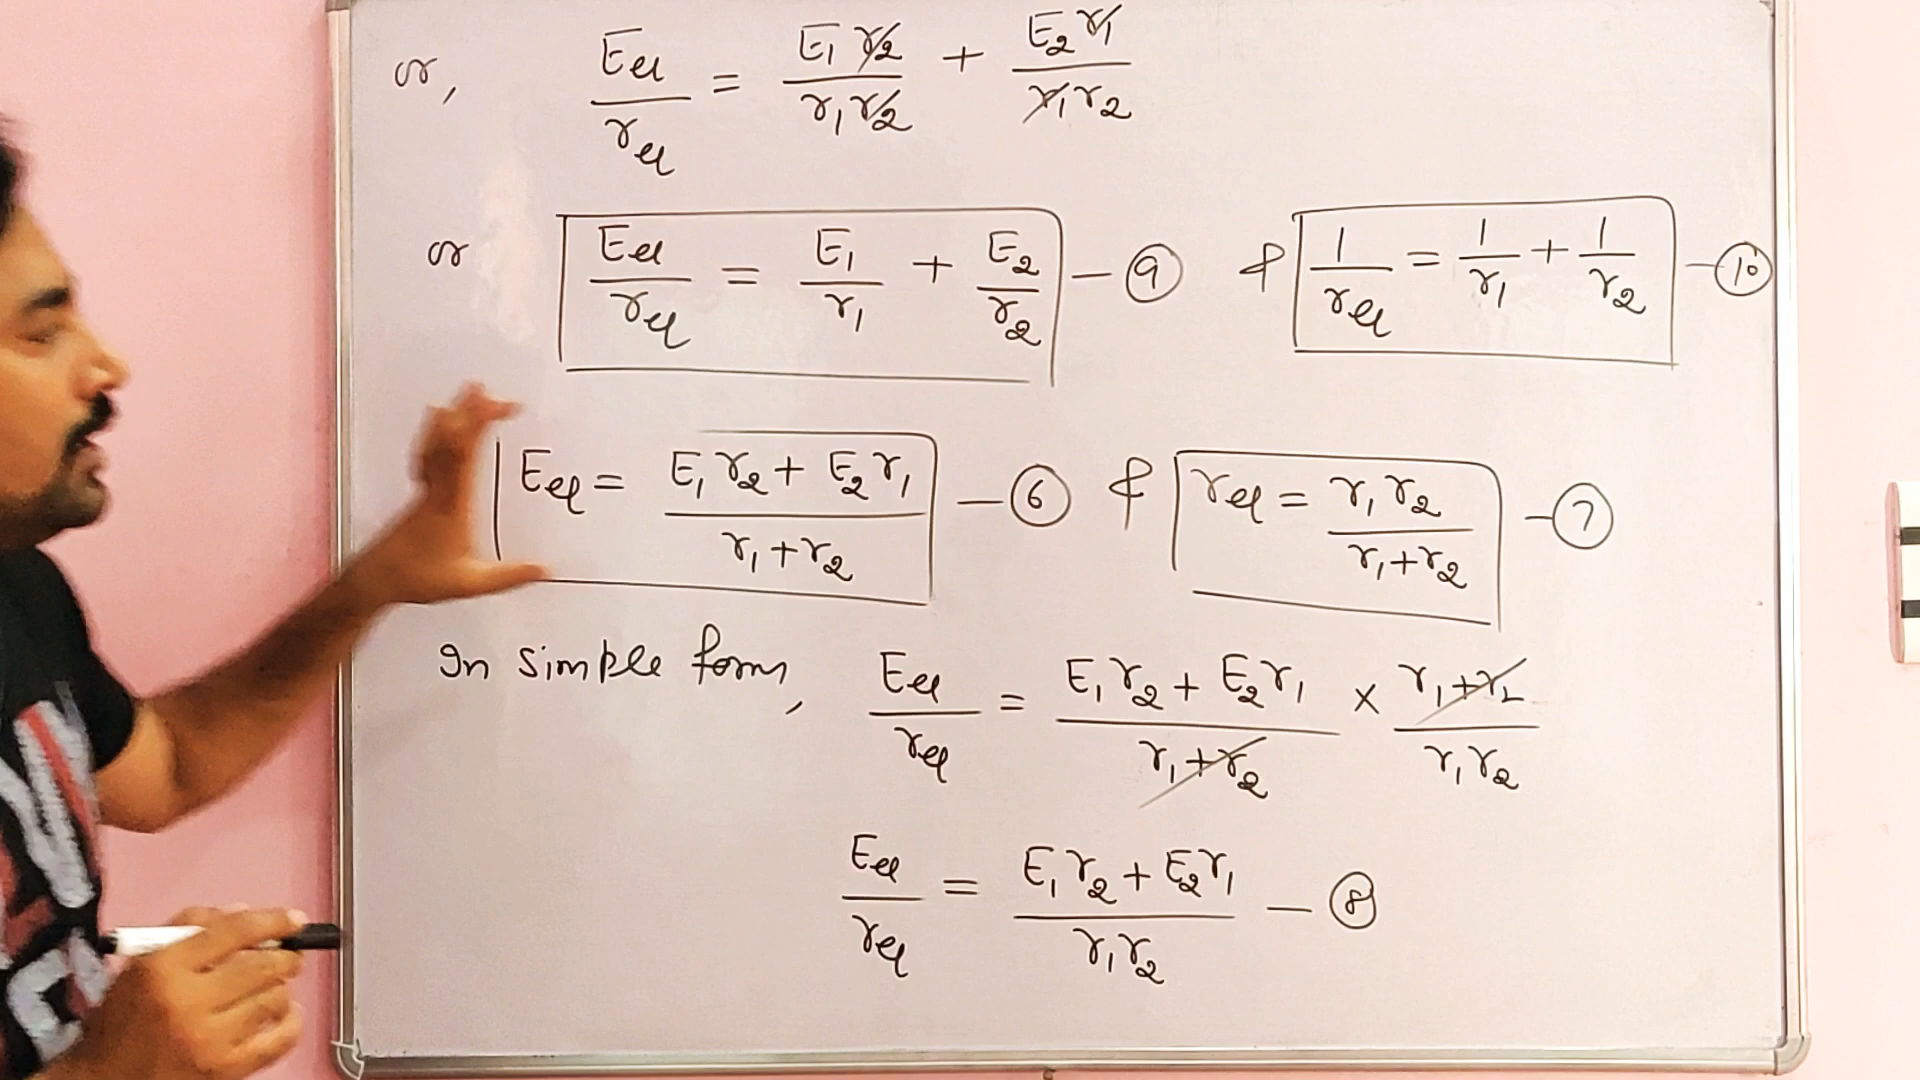 or, Eeq/req = E1r2/r1r2 + E2r1/r1r2
or Eeq/req = E1/r1 + E2/r2 - 9 & 1/req = 1/r1 + 1/r2 - 10
Eeq = E1r2 + E2r1/r1+r2 - 6 & req = r1r2/r1+r2 - 7
In simple form, Eeq/req = E1r2 + E2r1/r1+r2 × r1+r2/r1r2
Eeq/req = E1r2 + E2r1/r1r2 - 8